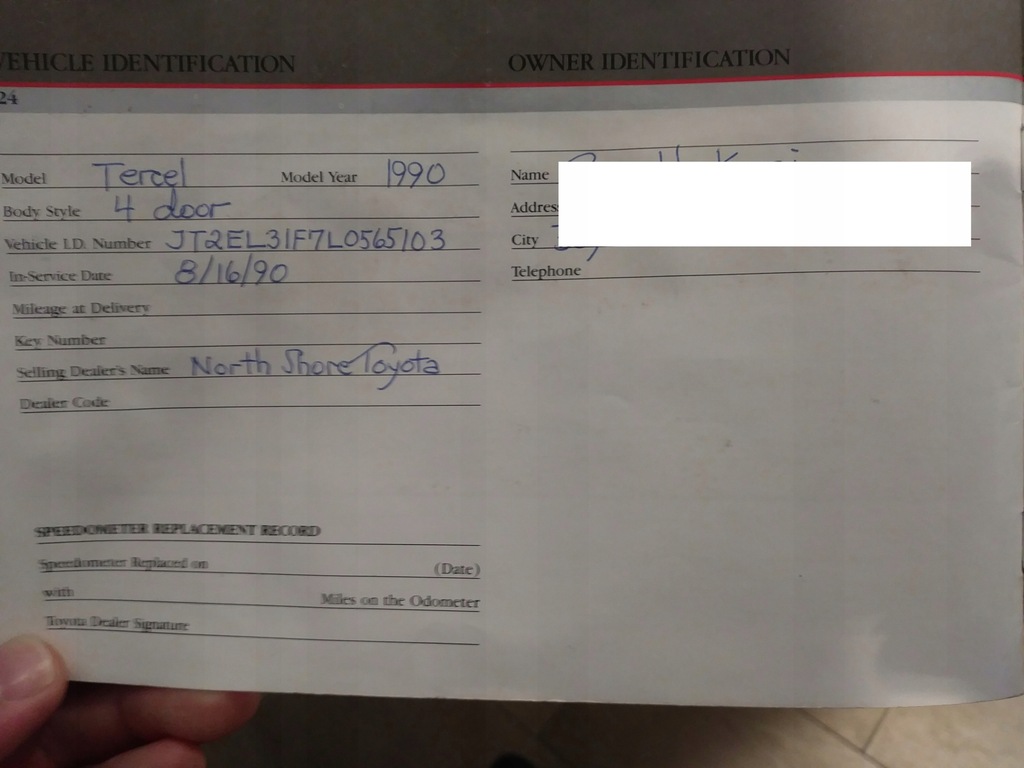 VEHICLE IDENTIFICATION
24
Model Tercel Model Year 1990
Body Style 4 door
Vehicle I.D. Number JT2EL31F7L0565103
In-Service Date 8/16/90
Mileage at Delivery
Key Number
Selling Dealer's Name North Shore Toyota
Dealer Code
SPEEDOMETER REPLACEMENT RECORD
Speedometer Replaced on (Date)
with Miles on the Odometer
Toyota Dealer Signature
OWNER IDENTIFICATION
Name
Addres
City
Telephone